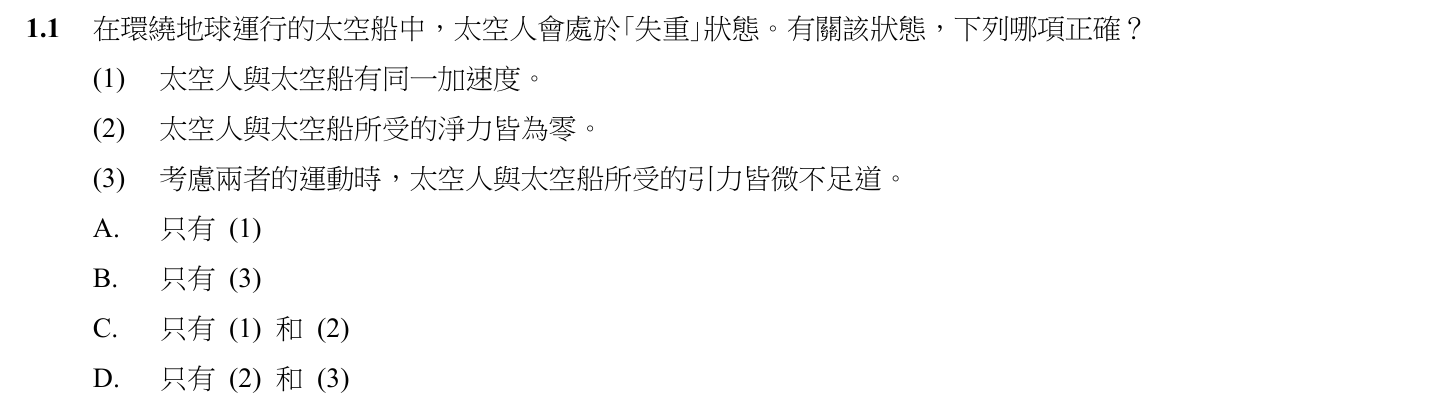 1.1 在環繞地球運行的太空船中，太空人會處於「失重」狀態。有關該狀態，下列哪項正確？
(1) 太空人與太空船有同一加速度。
(2) 太空人與太空船所受的淨力皆為零。
(3) 考慮兩者的運動時，太空人與太空船所受的引力皆微不足道。
A. 只有 (1)
B. 只有 (3)
C. 只有 (1) 和 (2)
D. 只有 (2) 和 (3)